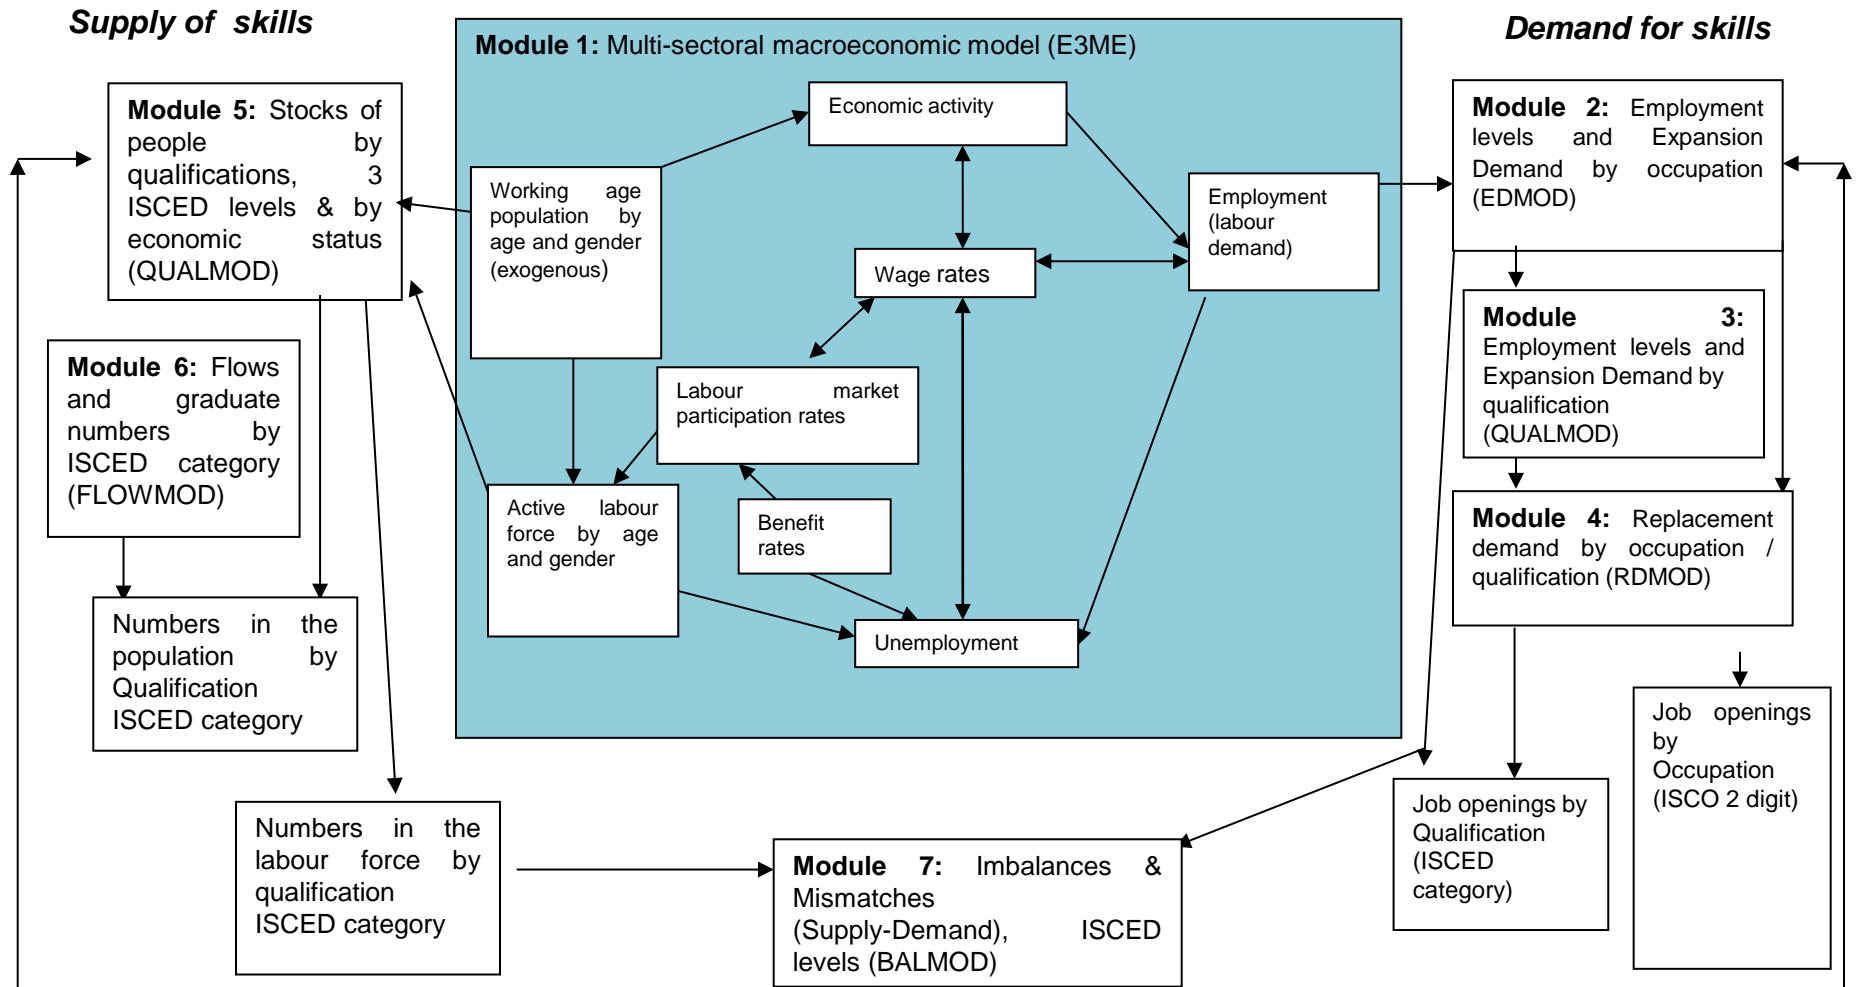 Supply of skills
Demand for skills
Module 1: Multi-sectoral macroeconomic model (E3ME)
Module 5: Stocks of
people by
qualifications, 3
ISCED levels & by
economic status
(QUALMOD)
Economic activity
Module 2: Employment
levels and Expansion
Demand by occupation
(EDMOD)
Working age
population by
age and gender
(exogenous)
Employment
(labour
demand)
Wage rates
Module 6: Flows
and graduate
numbers by
ISCED category
(FLOWMOD)
Labour market
participation rates
Module 3:
Employment levels and
Expansion Demand by
qualification
(QUALMOD)
Active labour
force by age
and gender
Benefit
rates
Module 4: Replacement
demand by occupation /
qualification (RDMOD)
Numbers in the
population by
Qualification
ISCED category
Unemployment
Job openings
by
Occupation
(ISCO 2 digit)
Numbers in the
labour force by
qualification
ISCED category
Module 7: Imbalances &
Mismatches
(Supply-Demand), ISCED
levels (BALMOD)
Job openings by
Qualification
(ISCED
category)